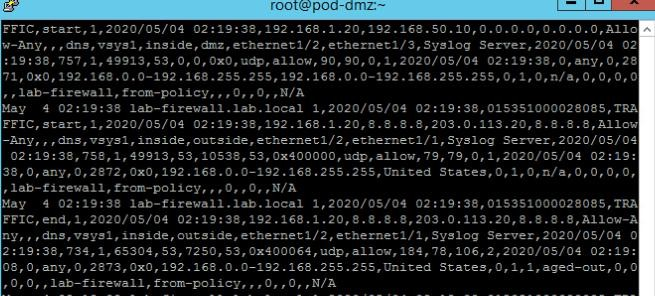 root@pod-dmz:~
FFIC,start,1,2020/05/04 02:19:38,192.168.1.20,192.168.50.10,0.0.0.0,0.0.0.0,Allo
w-Any,,,dns,vsys1,inside,dmz,ethernet1/2,ethernet1/3,Syslog Server,2020/05/04 02
:19:38,757,1,49913,53,0,0,0x0,udp,allow,90,90,0,1,2020/05/04 02:19:38,0,any,0,28
71,0x0,192.168.0.0-192.168.255.255,192.168.0.0-192.168.255.255,0,1,0,n/a,0,0,0,0
,,lab-firewall,from-policy,,,0,,0,,N/A
May  4 02:19:38 lab-firewall.lab.local 1,2020/05/04 02:19:38,015351000028085,TRA
FFIC,start,1,2020/05/04 02:19:38,192.168.1.20,8.8.8.8,203.0.113.20,8.8.8.8,Allow
-Any,,,dns,vsys1,inside,outside,ethernet1/2,ethernet1/1,Syslog Server,2020/05/04
 02:19:38,758,1,49913,53,10538,53,0x400000,udp,allow,79,79,0,1,2020/05/04 02:19:
38,0,any,0,2872,0x0,192.168.0.0-192.168.255.255,United States,0,1,0,n/a,0,0,0,0,
,lab-firewall,from-policy,,,0,,0,,N/A
May  4 02:19:38 lab-firewall.lab.local 1,2020/05/04 02:19:38,015351000028085,TRA
FFIC,end,1,2020/05/04 02:19:38,192.168.1.20,8.8.8.8,203.0.113.20,8.8.8.8,Allow-A
ny,,,dns,vsys1,inside,outside,ethernet1/2,ethernet1/1,Syslog Server,2020/05/04 0
2:19:38,734,1,65304,53,7250,53,0x400064,udp,allow,184,78,106,2,2020/05/04 02:19:
08,0,any,0,2873,0x0,192.168.0.0-192.168.255.255,United States,0,1,1,aged-out,0,0
,0,0,,lab-firewall,from-policy,,,0,,0,,N/A